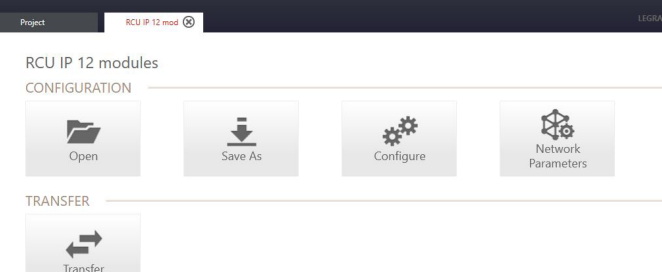 Project
RCU IP 12 mod
RCU IP 12 modules
CONFIGURATION
Open
Save As
Configure
Network
Parameters
TRANSFER
Transfer